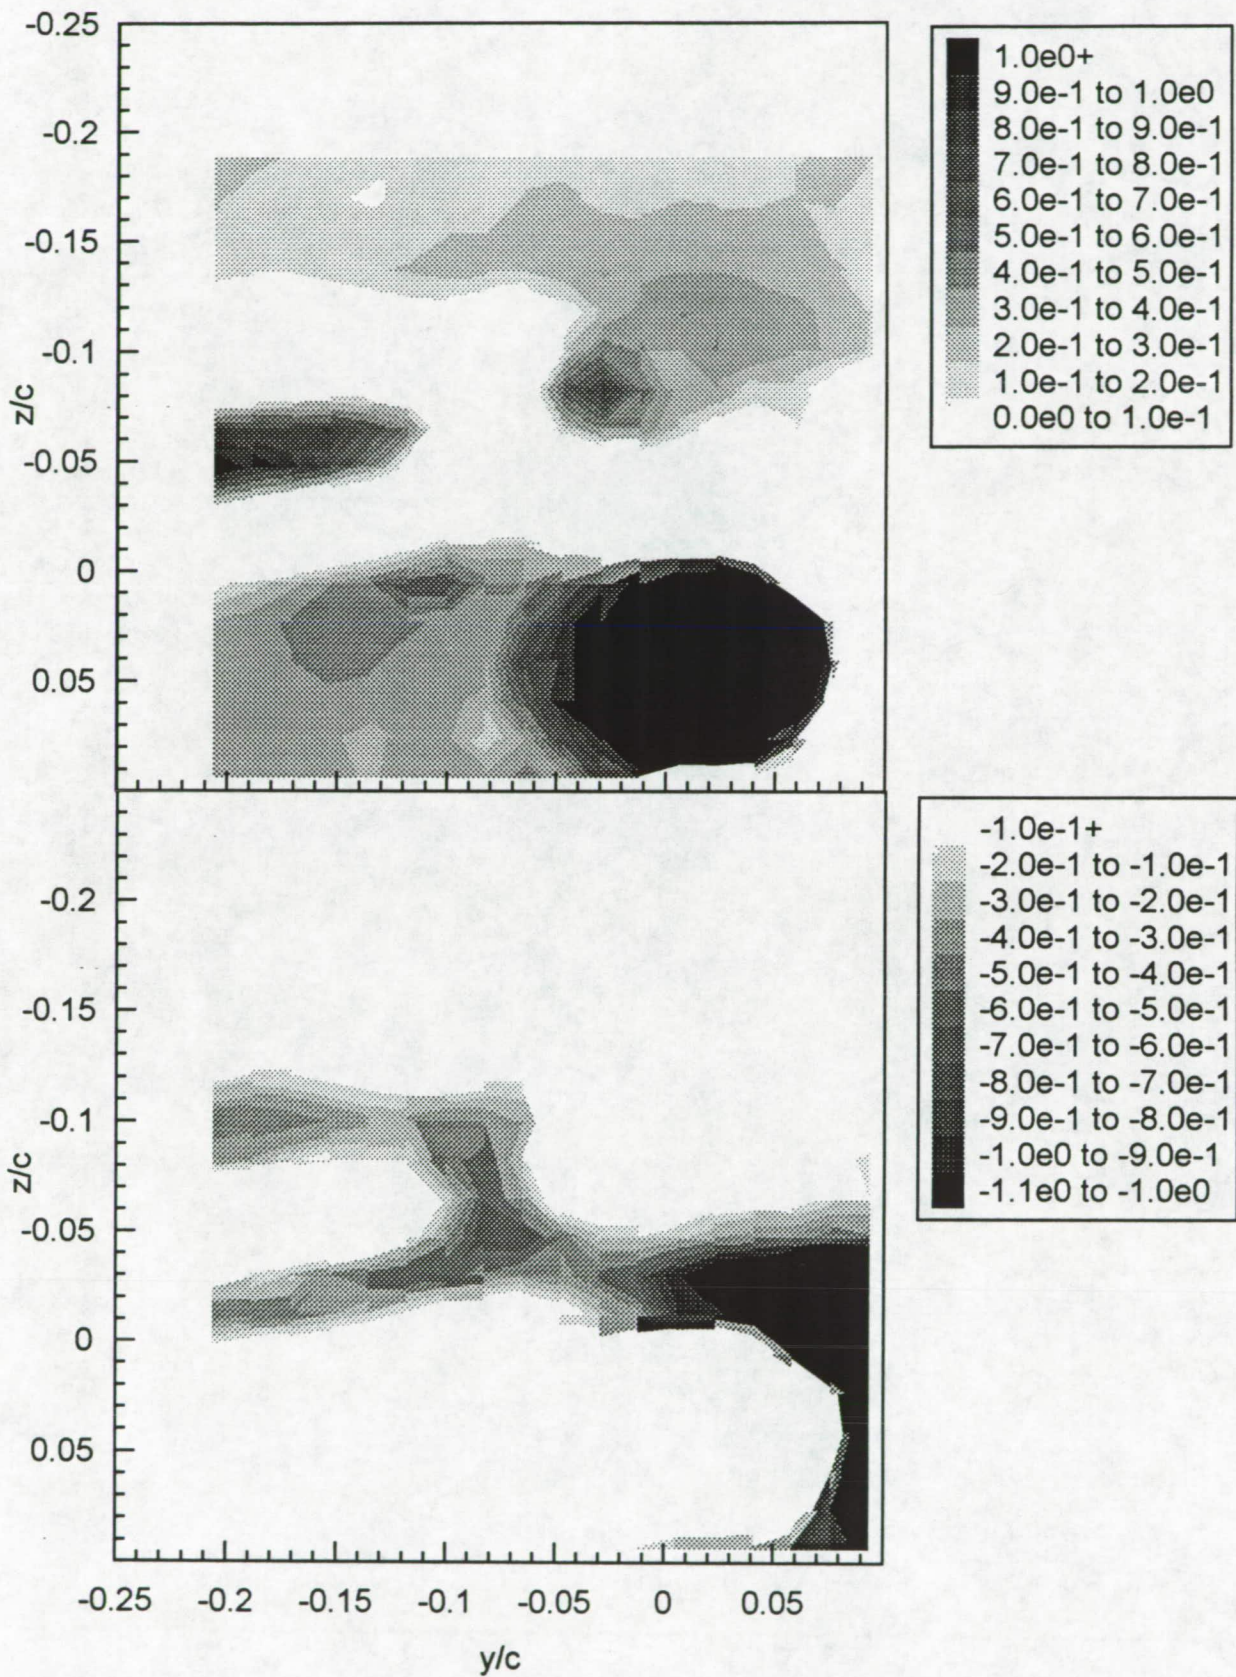 -0.25
-0.2
-0.15
-0.1
-0.05
0
0.05
z/c
1.0e0+
9.0e-1 to 1.0e0
8.0e-1 to 9.0e-1
7.0e-1 to 8.0e-1
6.0e-1 to 7.0e-1
5.0e-1 to 6.0e-1
4.0e-1 to 5.0e-1
3.0e-1 to 4.0e-1
2.0e-1 to 3.0e-1
1.0e-1 to 2.0e-1
0.0e0 to 1.0e-1
-0.2
-0.15
-0.1
-0.05
0
0.05
z/c
-1.0e-1+
-2.0e-1 to -1.0e-1
-3.0e-1 to -2.0e-1
-4.0e-1 to -3.0e-1
-5.0e-1 to -4.0e-1
-6.0e-1 to -5.0e-1
-7.0e-1 to -6.0e-1
-8.0e-1 to -7.0e-1
-9.0e-1 to -8.0e-1
-1.0e0 to -9.0e-1
-1.1e0 to -1.0e0
-0.25 -0.2 -0.15 -0.1 -0.05 0 0.05
y/c